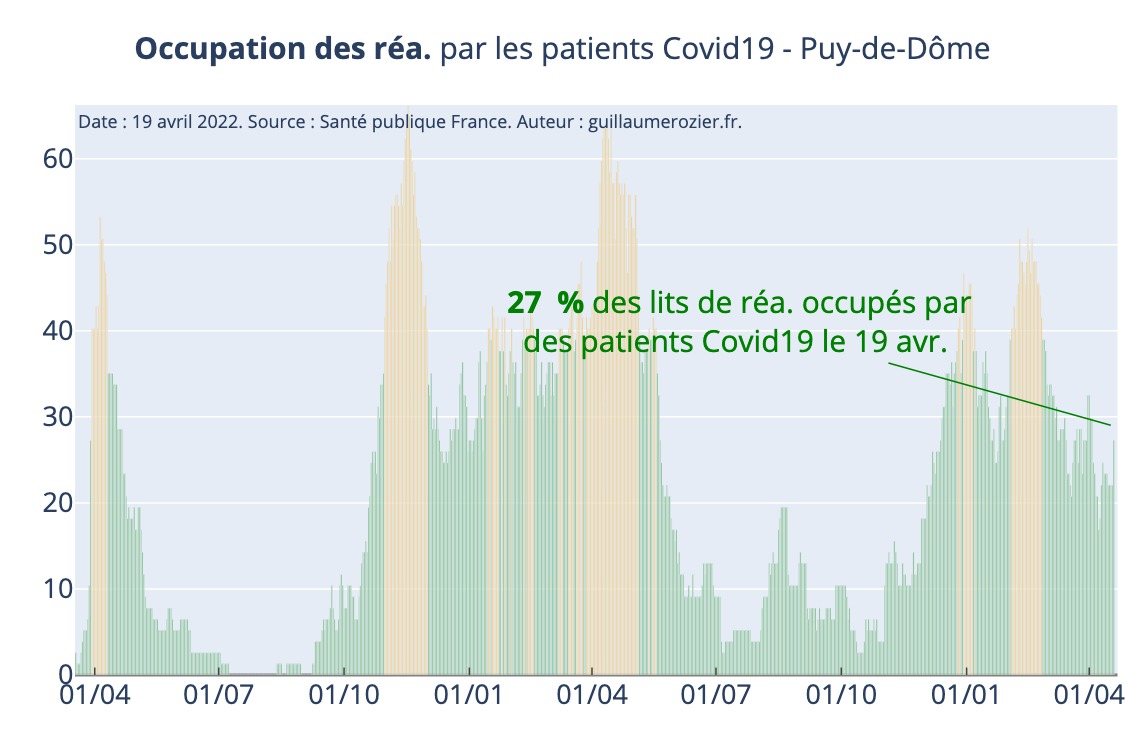 Occupation des réa. par les patients Covid19 - Puy-de-Dôme
Date : 19 avril 2022. Source : Santé publique France. Auteur : guillaumerozier.fr.
60
50
27 % des lits de réa. occupés par
40
des patients Covid19 le 19 avr.
30
20
10
0
01/04 01/07 01/10 01/01 01/04 01/07 01/10 01/01 01/04